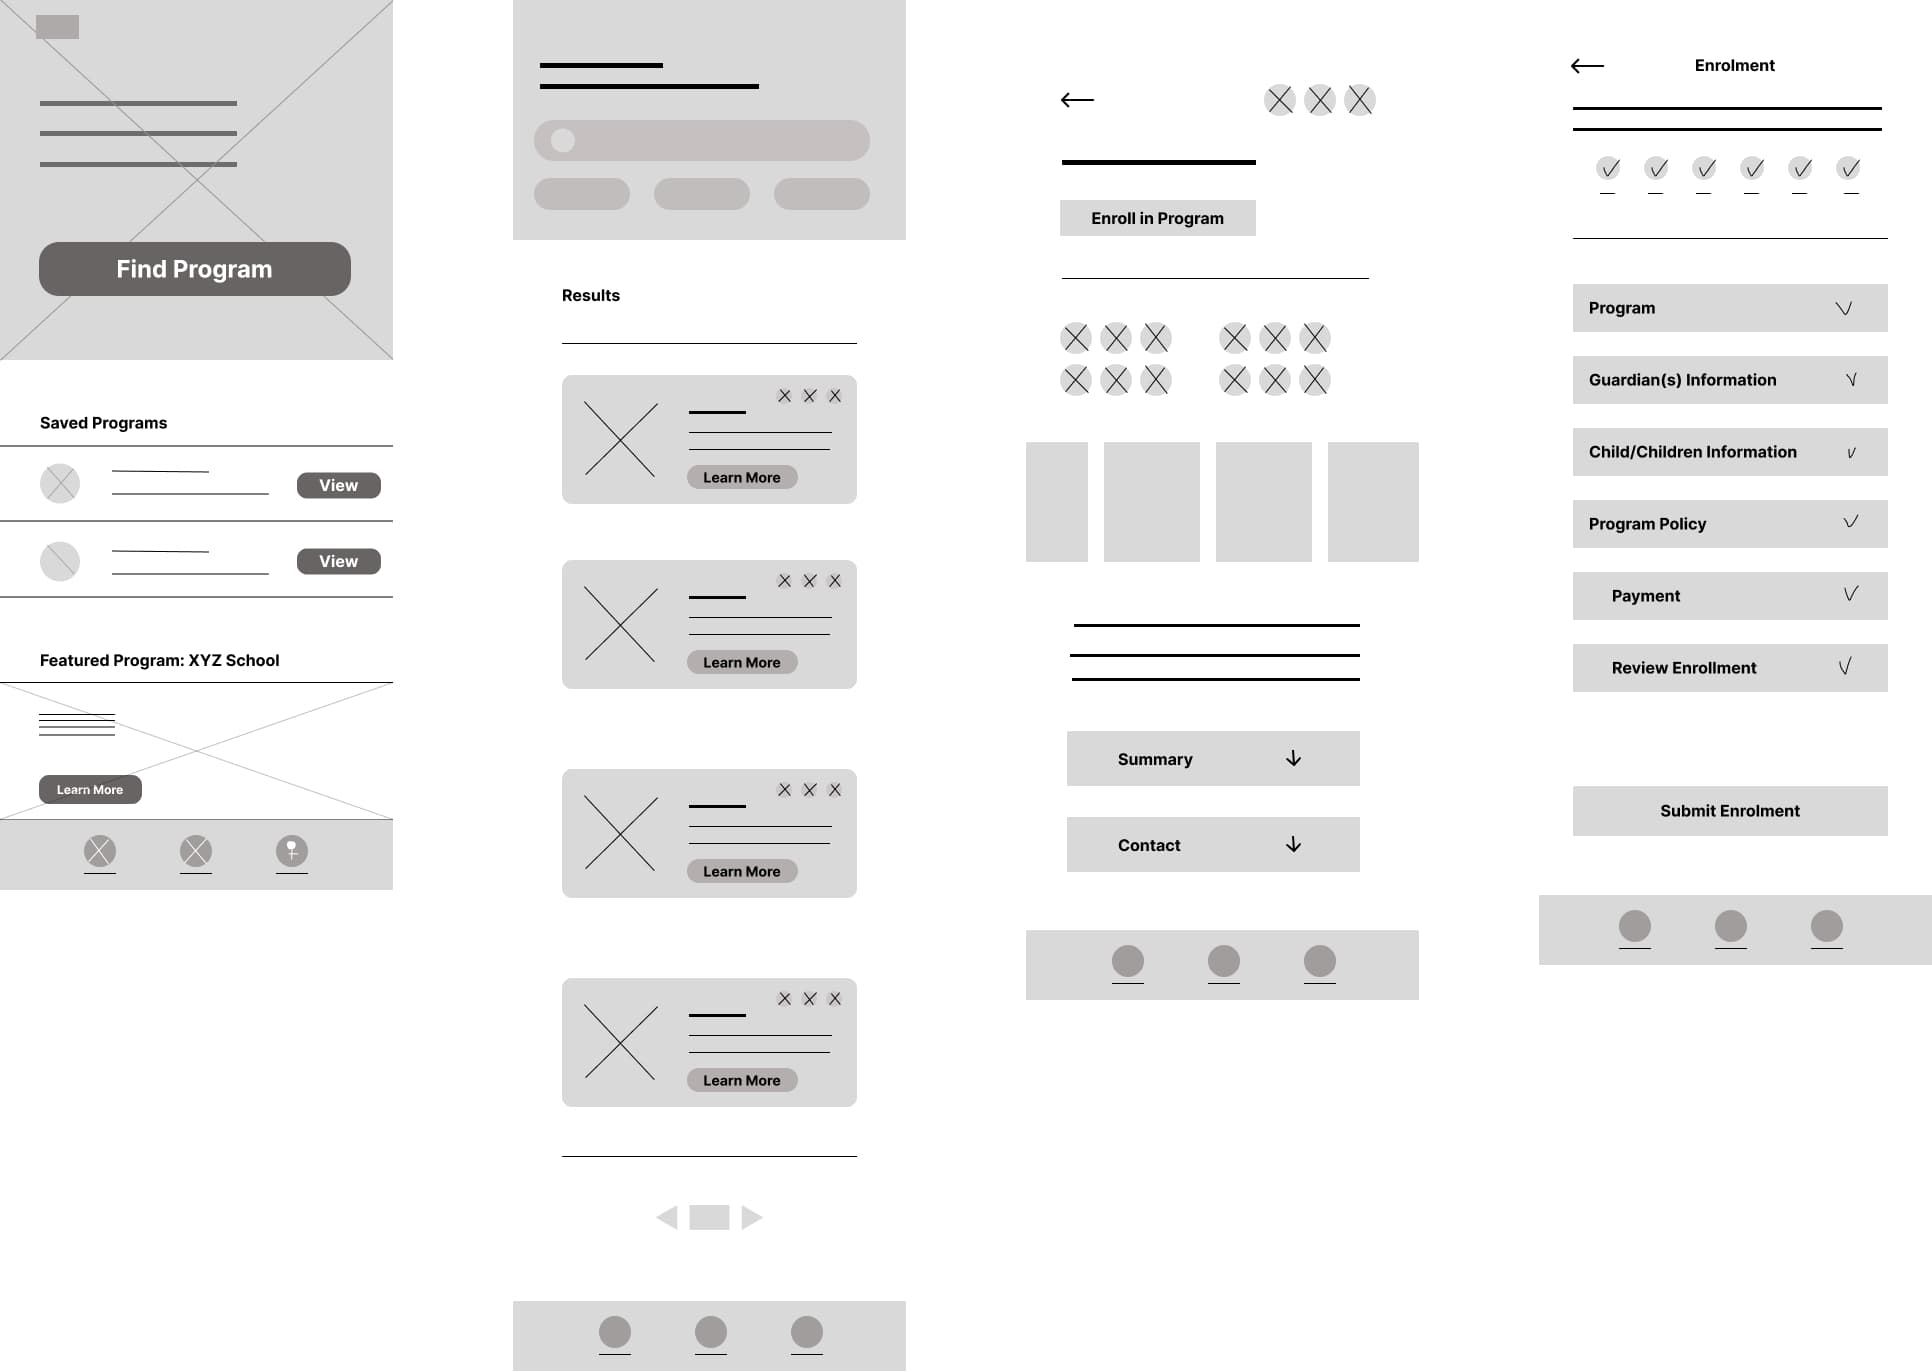 Find Program
Saved Programs
View
View
Featured Program: XYZ School
Learn More
Results
Learn More
Learn More
Learn More
Learn More
Enroll in Program
Summary
Contact
Enrolment
Program
Guardian(s) Information
Child/Children Information
Program Policy
Payment
Review Enrollment
Submit Enrolment